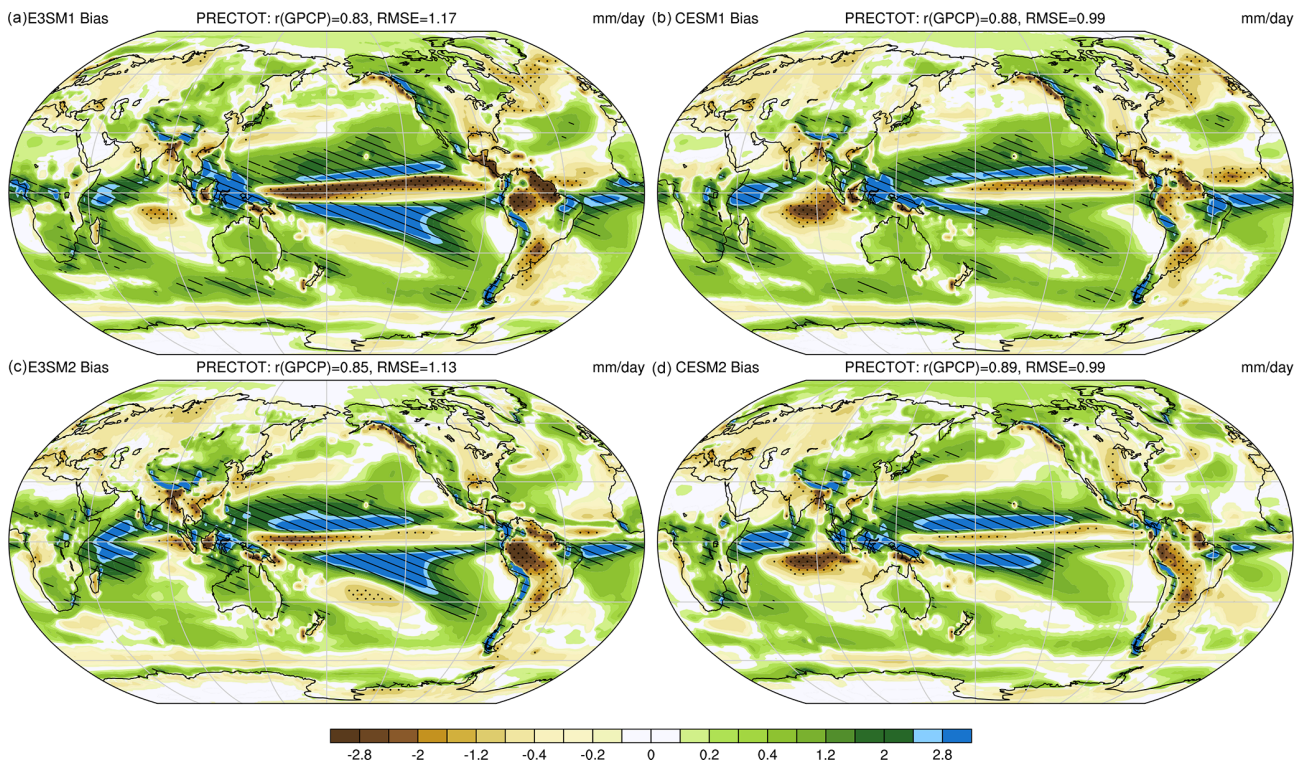 (a) E3SM1 Bias PRECTOT: r(GPCP)=0.83, RMSE=1.17 mm/day
(b) CESM1 Bias PRECTOT: r(GPCP)=0.88, RMSE=0.99 mm/day
(c) E3SM2 Bias PRECTOT: r(GPCP)=0.85, RMSE=1.13 mm/day
(d) CESM2 Bias PRECTOT: r(GPCP)=0.89, RMSE=0.99 mm/day
-2.8 -2 -1.2 -0.4 -0.2 0 0.2 0.4 1.2 2 2.8